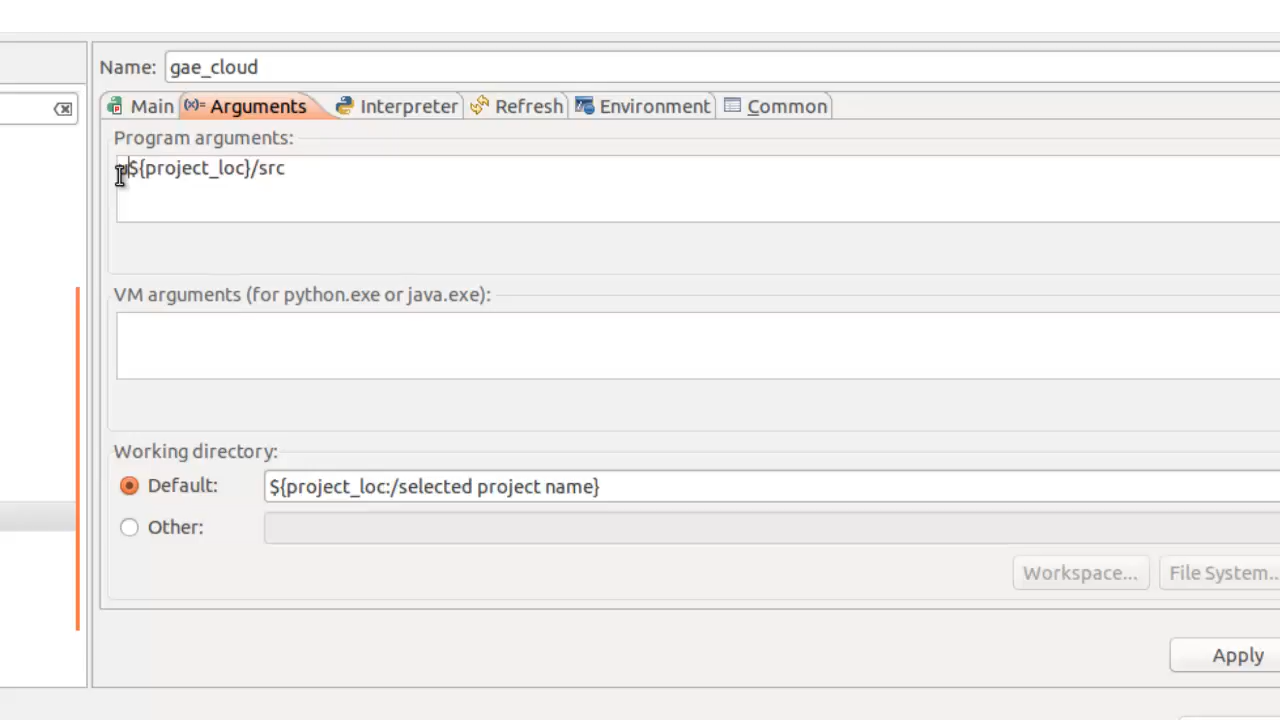 Name: gae_cloud
Main Arguments Interpreter Refresh Environment Common
Program arguments:
${project_loc}/src
VM arguments (for python.exe or java.exe):
Working directory:
Default: ${project_loc:/selected project name}
Other:
Workspace... File System...
Apply